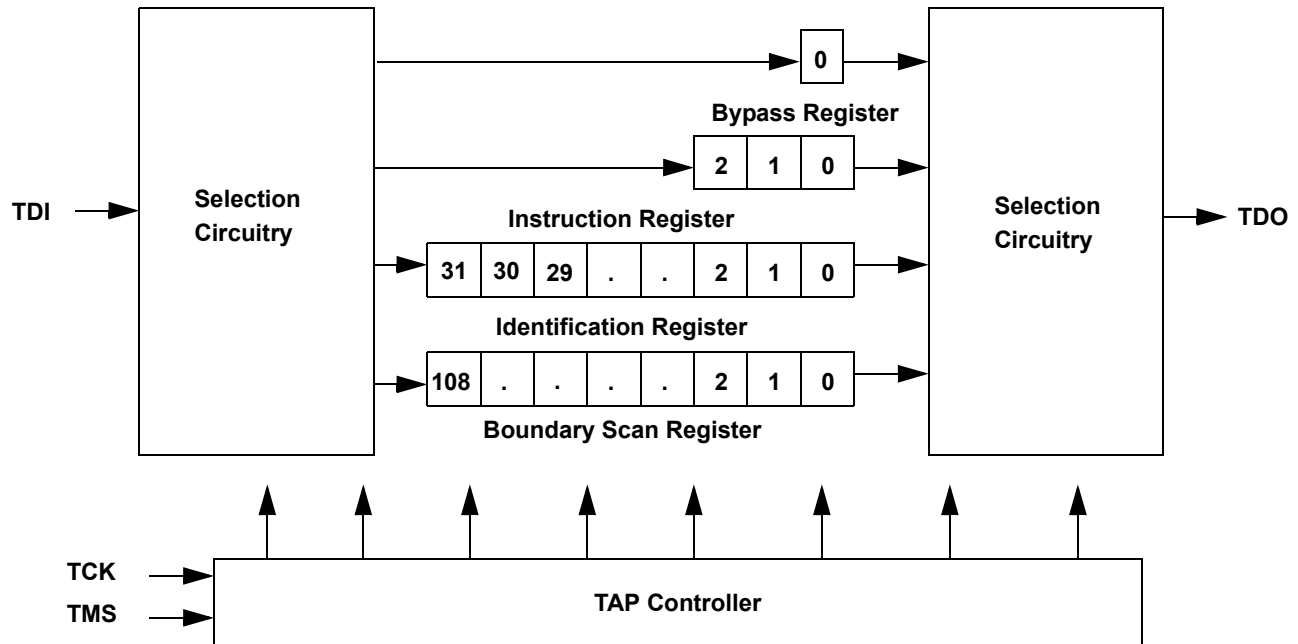 0
Bypass Register
2 1 0
TDI
Selection
Circuitry
Selection
Circuitry
TDO
Instruction Register
31 30 29 . . 2 1 0
Identification Register
108 . . . . 2 1 0
Boundary Scan Register
TCK
TMS
TAP Controller